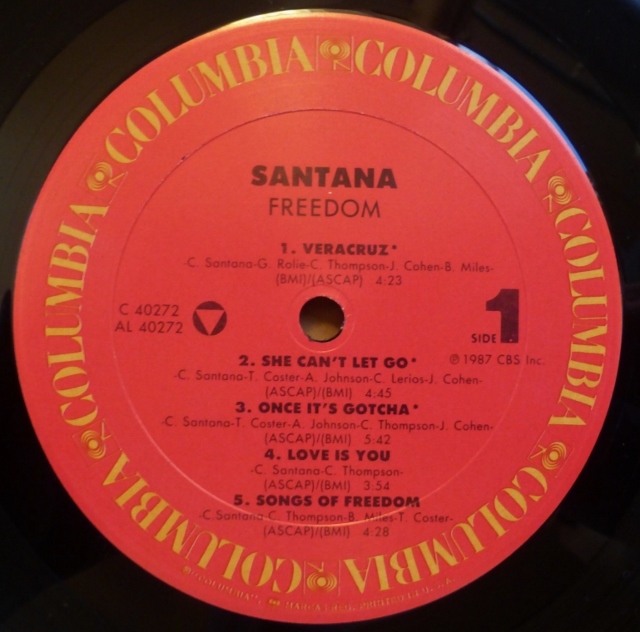 COLUMBIA COLUMBIA COLUMBIA COLUMBIA COLUMBIA COLUMBIA COLUMBIA COLUMBIA
SANTANA
FREEDOM
1. VERACRUZ*
-C. Santana-G. Rolie-C. Thompson-J. Cohen-B. Miles-
(BMI)/(ASCAP) 4:23
C 40272
AL 40272
SIDE 1
℗ 1987 CBS Inc.
2. SHE CAN'T LET GO*
-C. Santana-T. Coster-A. Johnson-C. Lerios-J. Cohen-
(ASCAP)/(BMI) 4:45
3. ONCE IT'S GOTCHA*
-C. Santana-T. Coster-A. Johnson-C. Thompson-J. Cohen-
(ASCAP)/(BMI) 5:42
4. LOVE IS YOU
-C. Santana-C. Thompson-
(ASCAP)/(BMI) 3.54
5. SONGS OF FREEDOM
-C.Santana-C. Thompson-B. Miles-T. Coster-
(ASCAP)/(BMI) 4:28